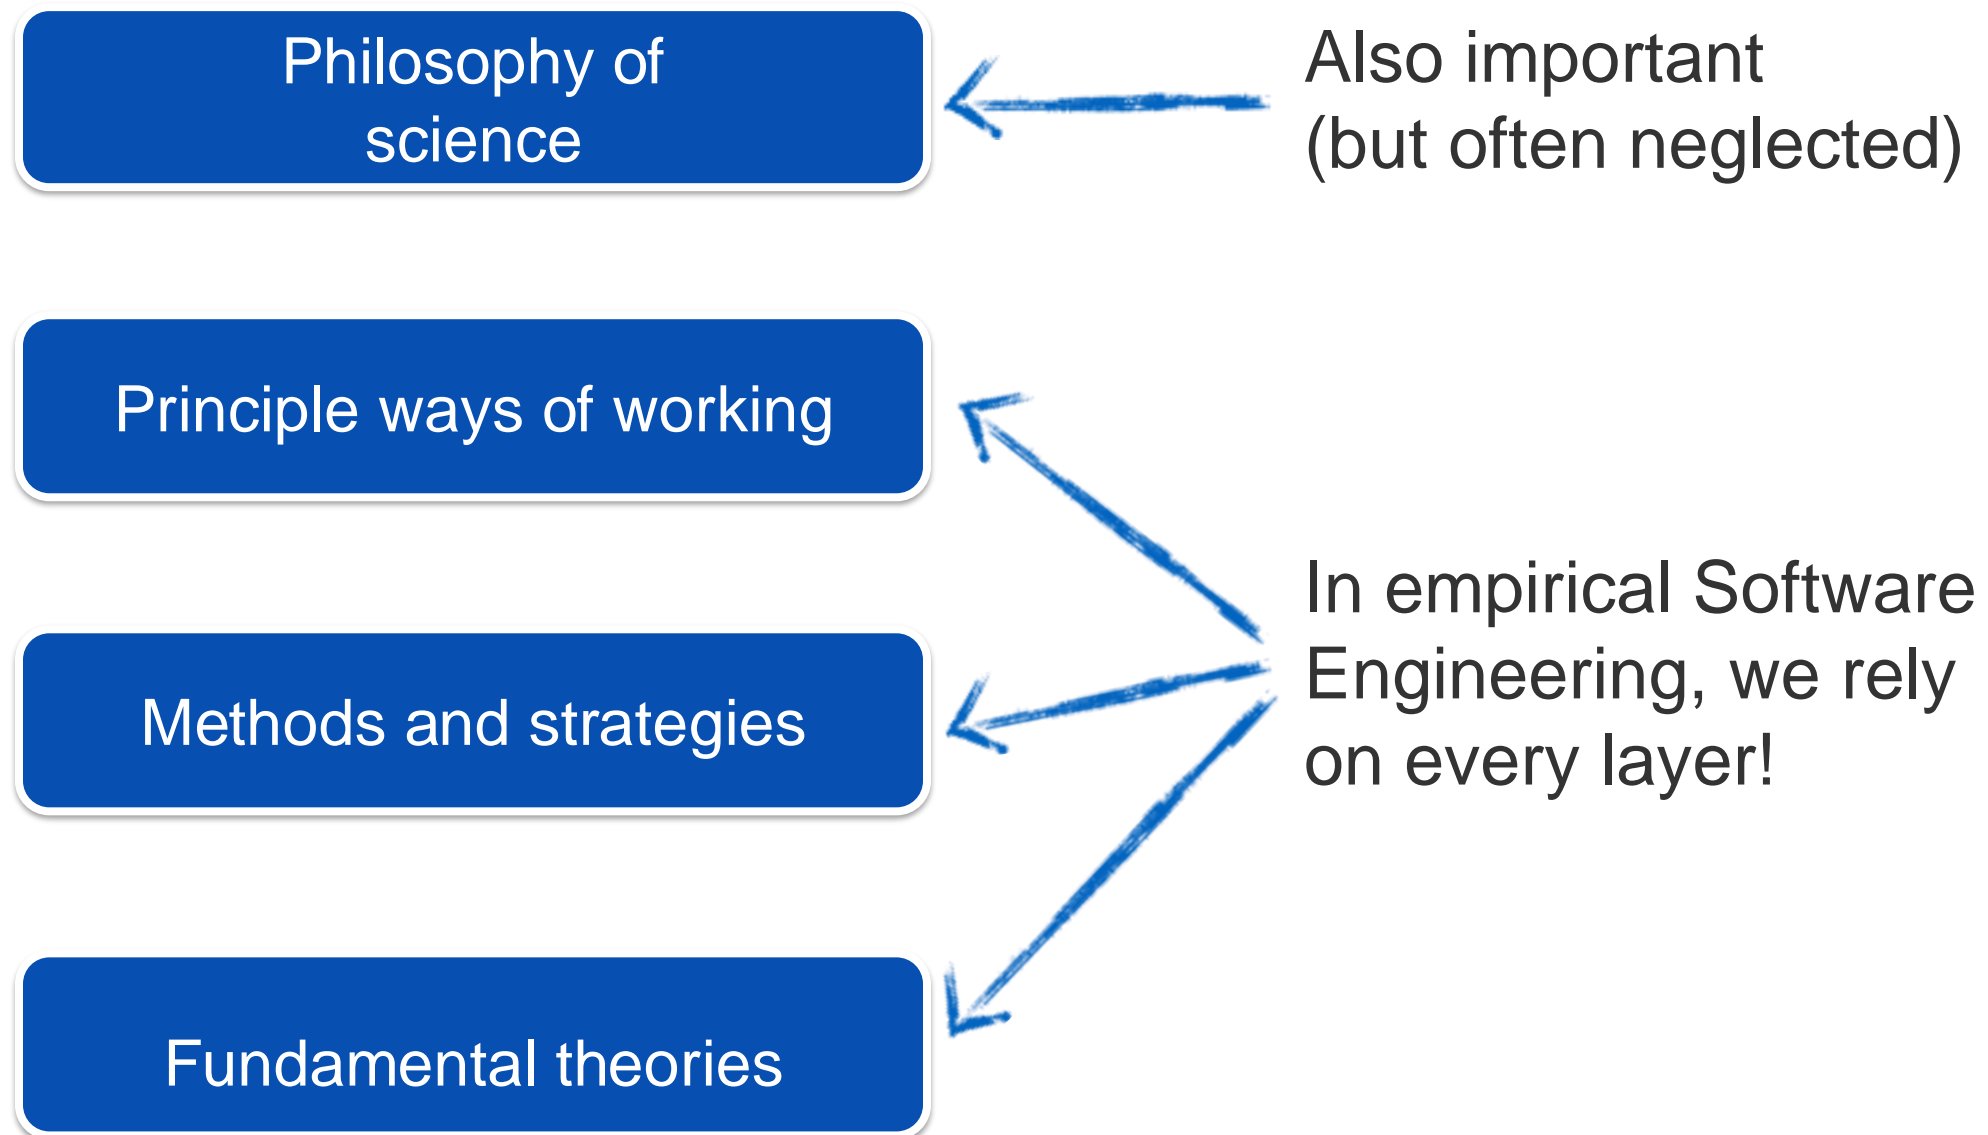 Philosophy of
science
Also important
(but often neglected)
Principle ways of working
Methods and strategies
In empirical Software
Engineering, we rely
on every layer!
Fundamental theories